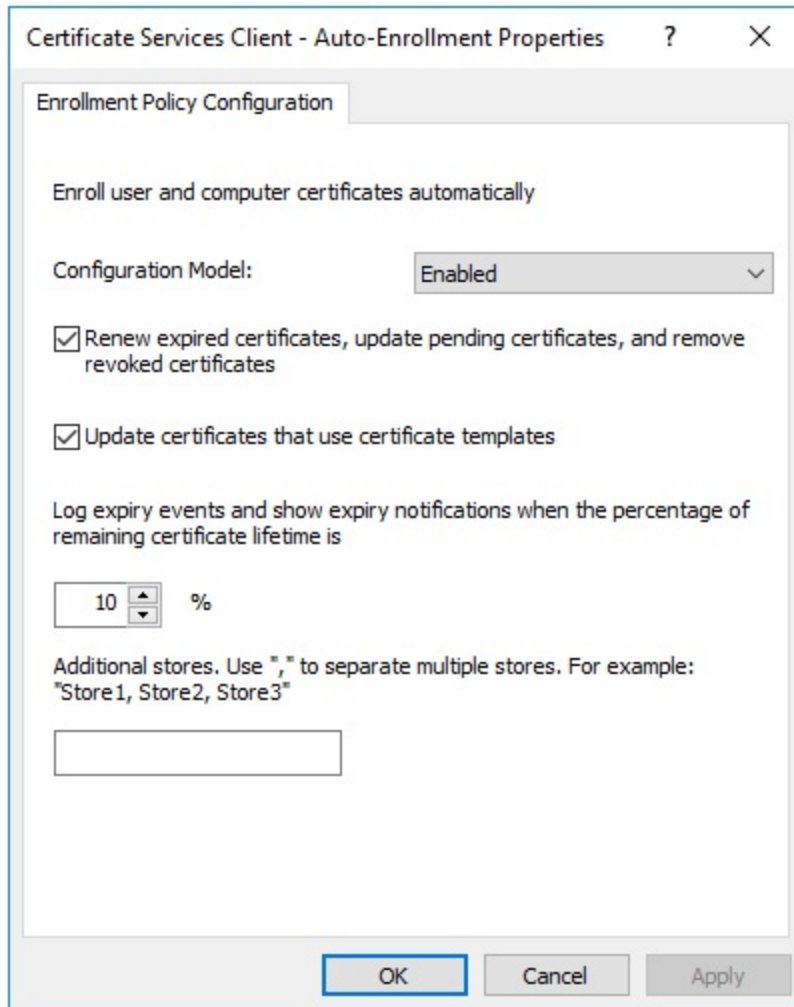 Certificate Services Client - Auto-Enrollment Properties ?
Enrollment Policy Configuration
Enroll user and computer certificates automatically
Configuration Model: Enabled
Renew expired certificates, update pending certificates, and remove
revoked certificates
Update certificates that use certificate templates
Log expiry events and show expiry notifications when the percentage of
remaining certificate lifetime is
10 %
Additional stores. Use "," to separate multiple stores. For example:
"Store1, Store2, Store3"
OK Cancel Apply